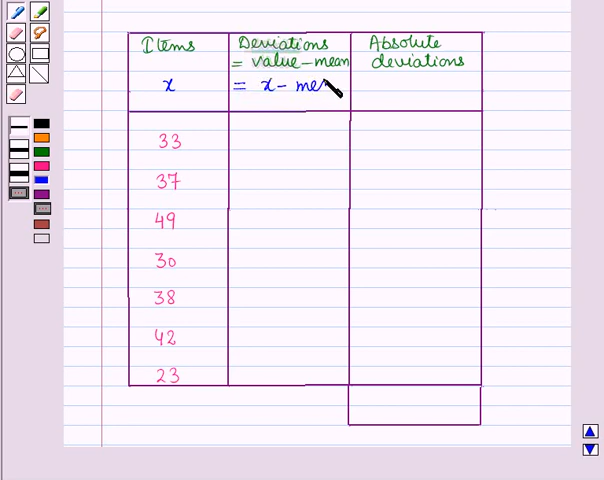 Items
Deviations
= value-mean
Absolute
deviations
x
= x- me
33
37
49
30
38
42
23